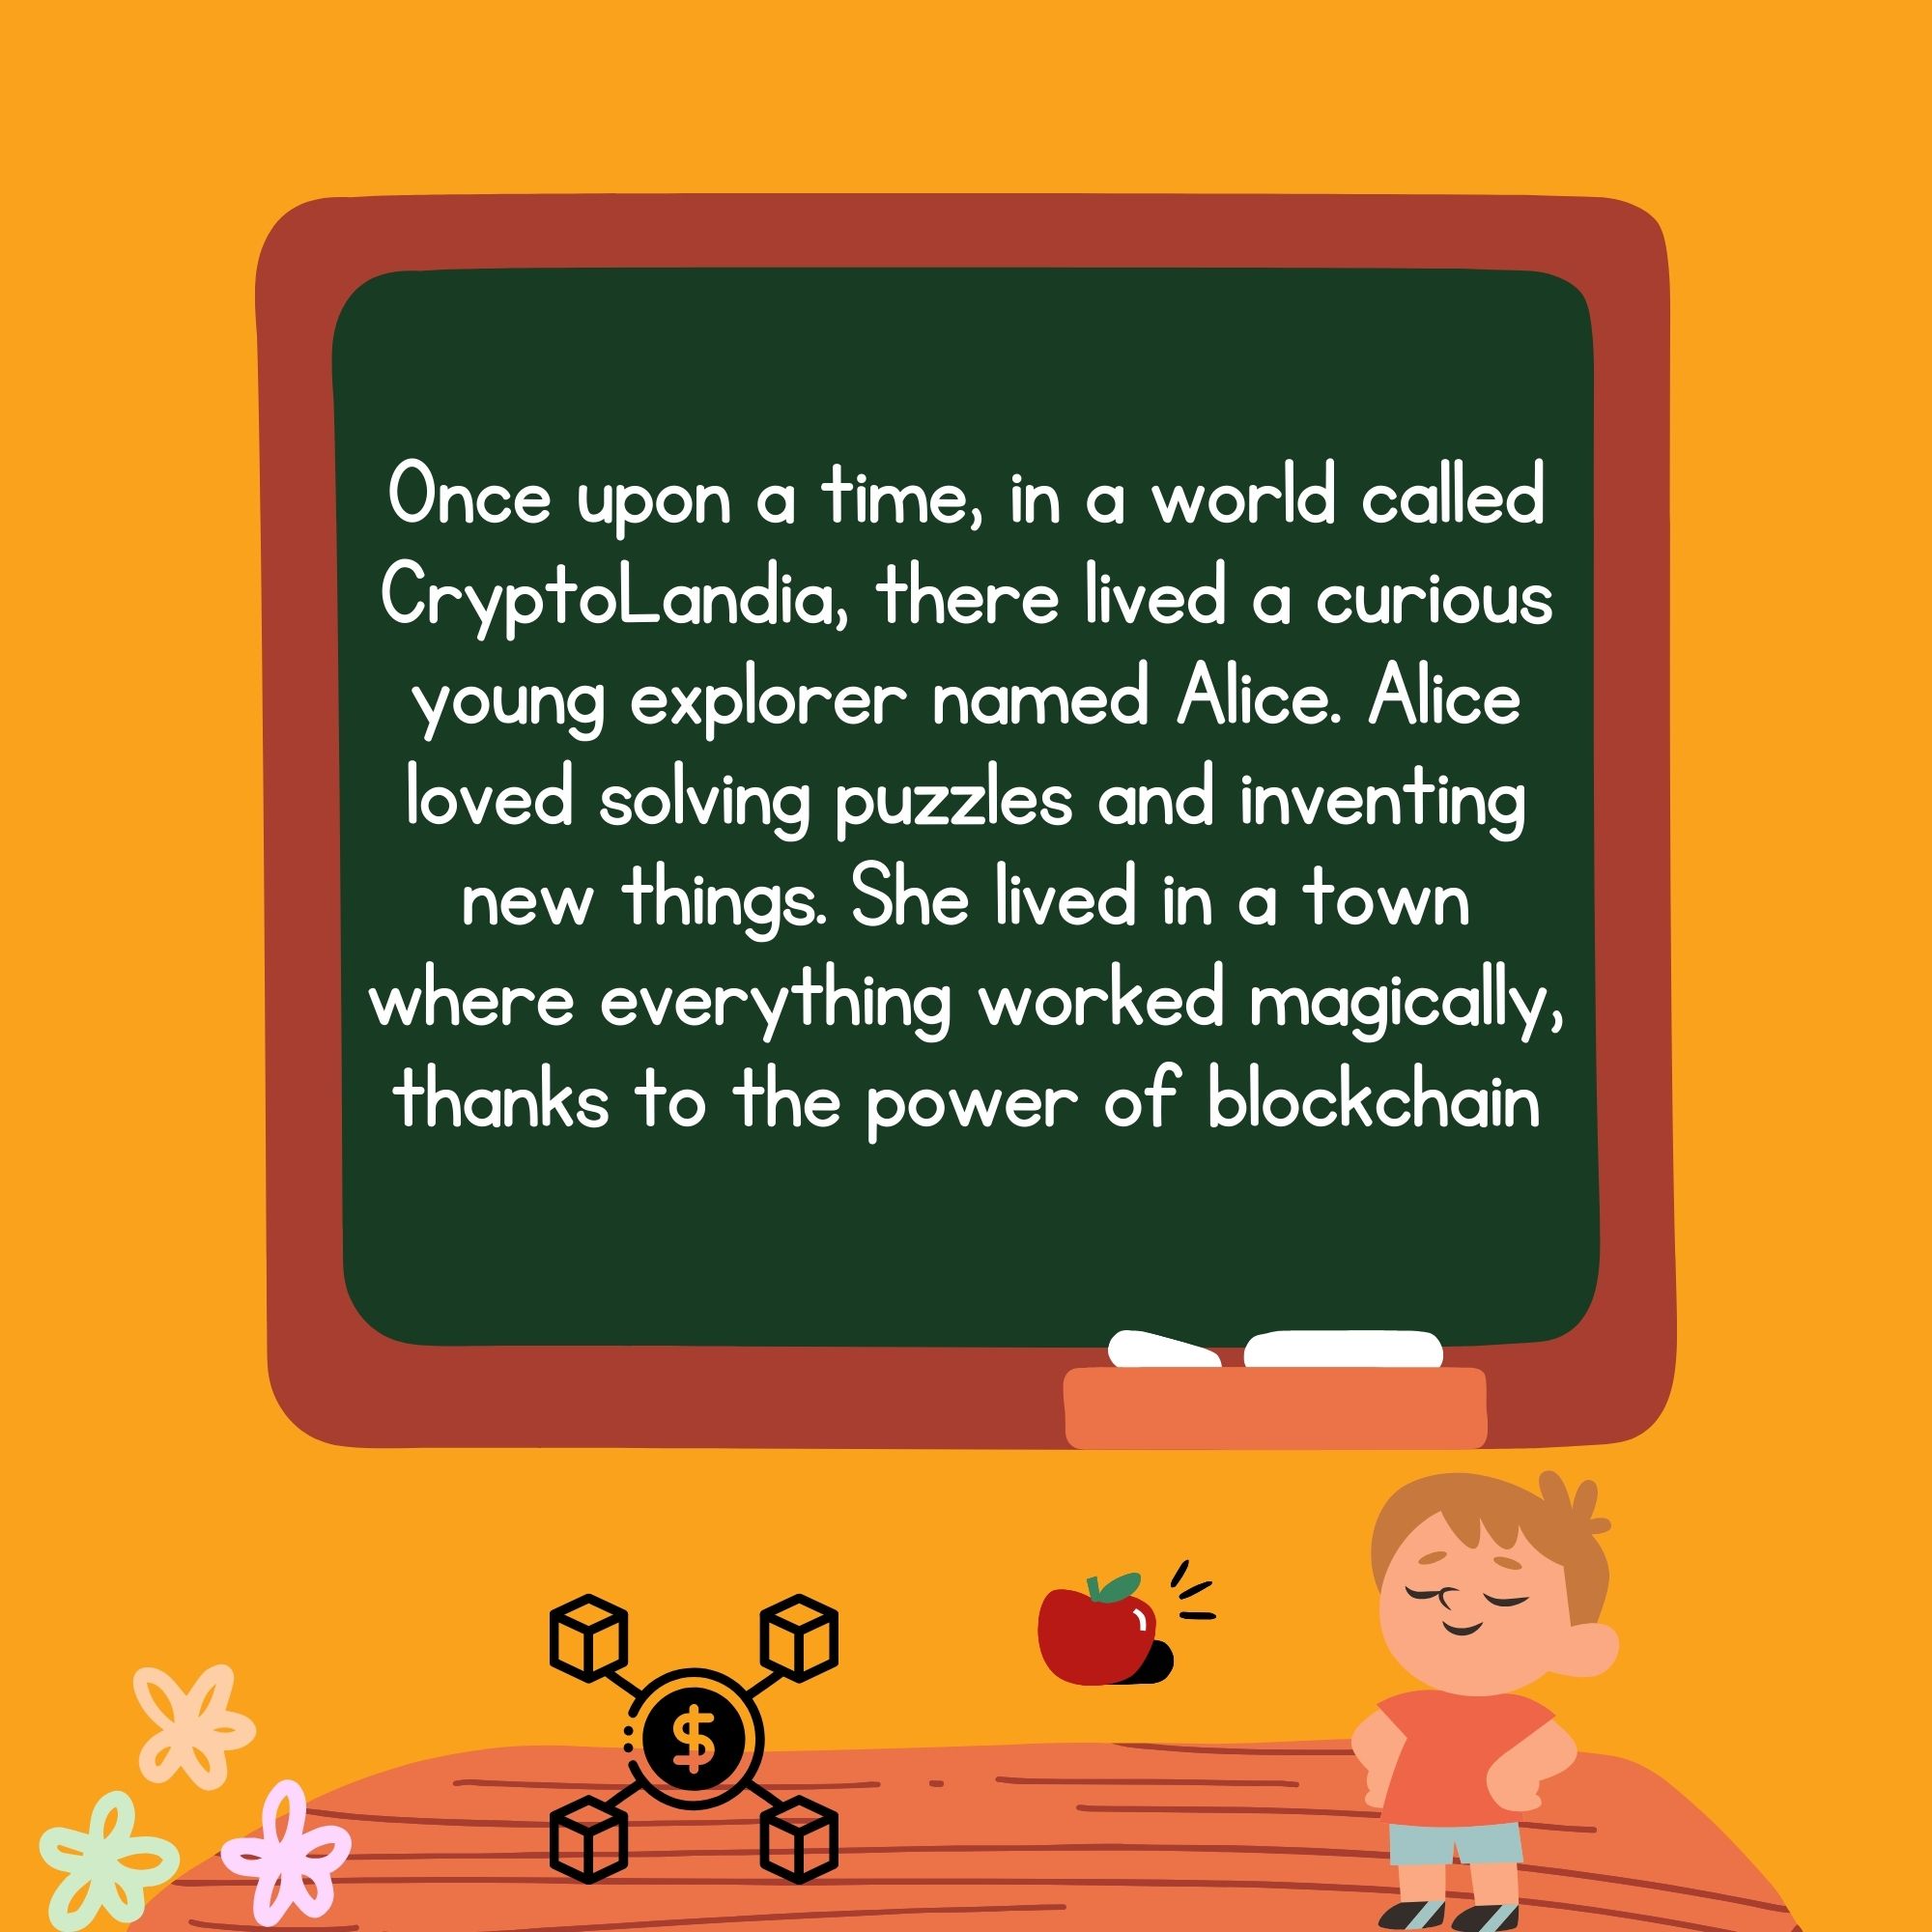 Once upon a time, in a world called
CryptoLandia, there lived a curious
young explorer named Alice. Alice
loved solving puzzles and inventing
new things. She lived in a town
where everything worked magically,
thanks to the power of blockchain
$